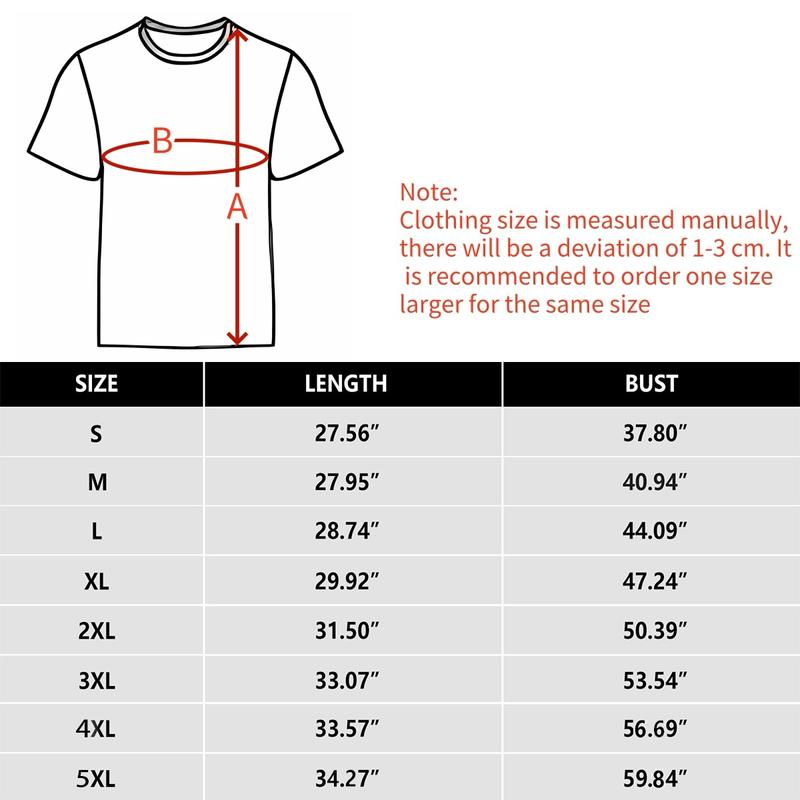 B
A
Note:
Clothing size is measured manually,
there will be a deviation of 1-3 cm. It
is recommended to order one size
larger for the same size
SIZE LENGTH BUST
S 27.56″ 37.80″
M 27.95″ 40.94″
L 28.74″ 44.09″
XL 29.92″ 47.24″
2XL 31.50″ 50.39″
3XL 33.07″ 53.54″
4XL 33.57″ 56.69″
5XL 34.27″ 59.84″